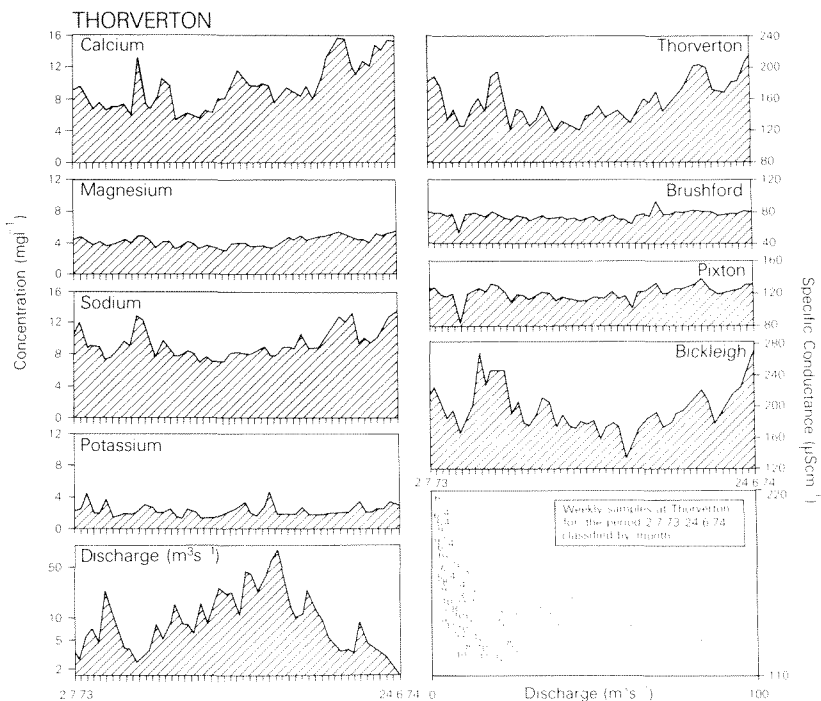 THORVERTON
Calcium
16
12
8
4
0
Magnesium
12
8
4
0
Sodium
16
12
8
4
0
Potassium
12
8
4
0
Discharge (m³s⁻¹)
50
10
5
2
2.7.73
24.6.74
Concentration (mgl⁻¹)
Thorverton
240
200
160
120
80
Brushford
120
80
40
Pixton
160
120
80
Bickleigh
280
240
200
160
120
2.7.73
24.6.74
Specific Conductance (μScm⁻¹)
220
Weekly samples at Thorverton
for the period 2.7.73 24.6.74
classified by month
110
0
Discharge (m³s⁻¹)
100